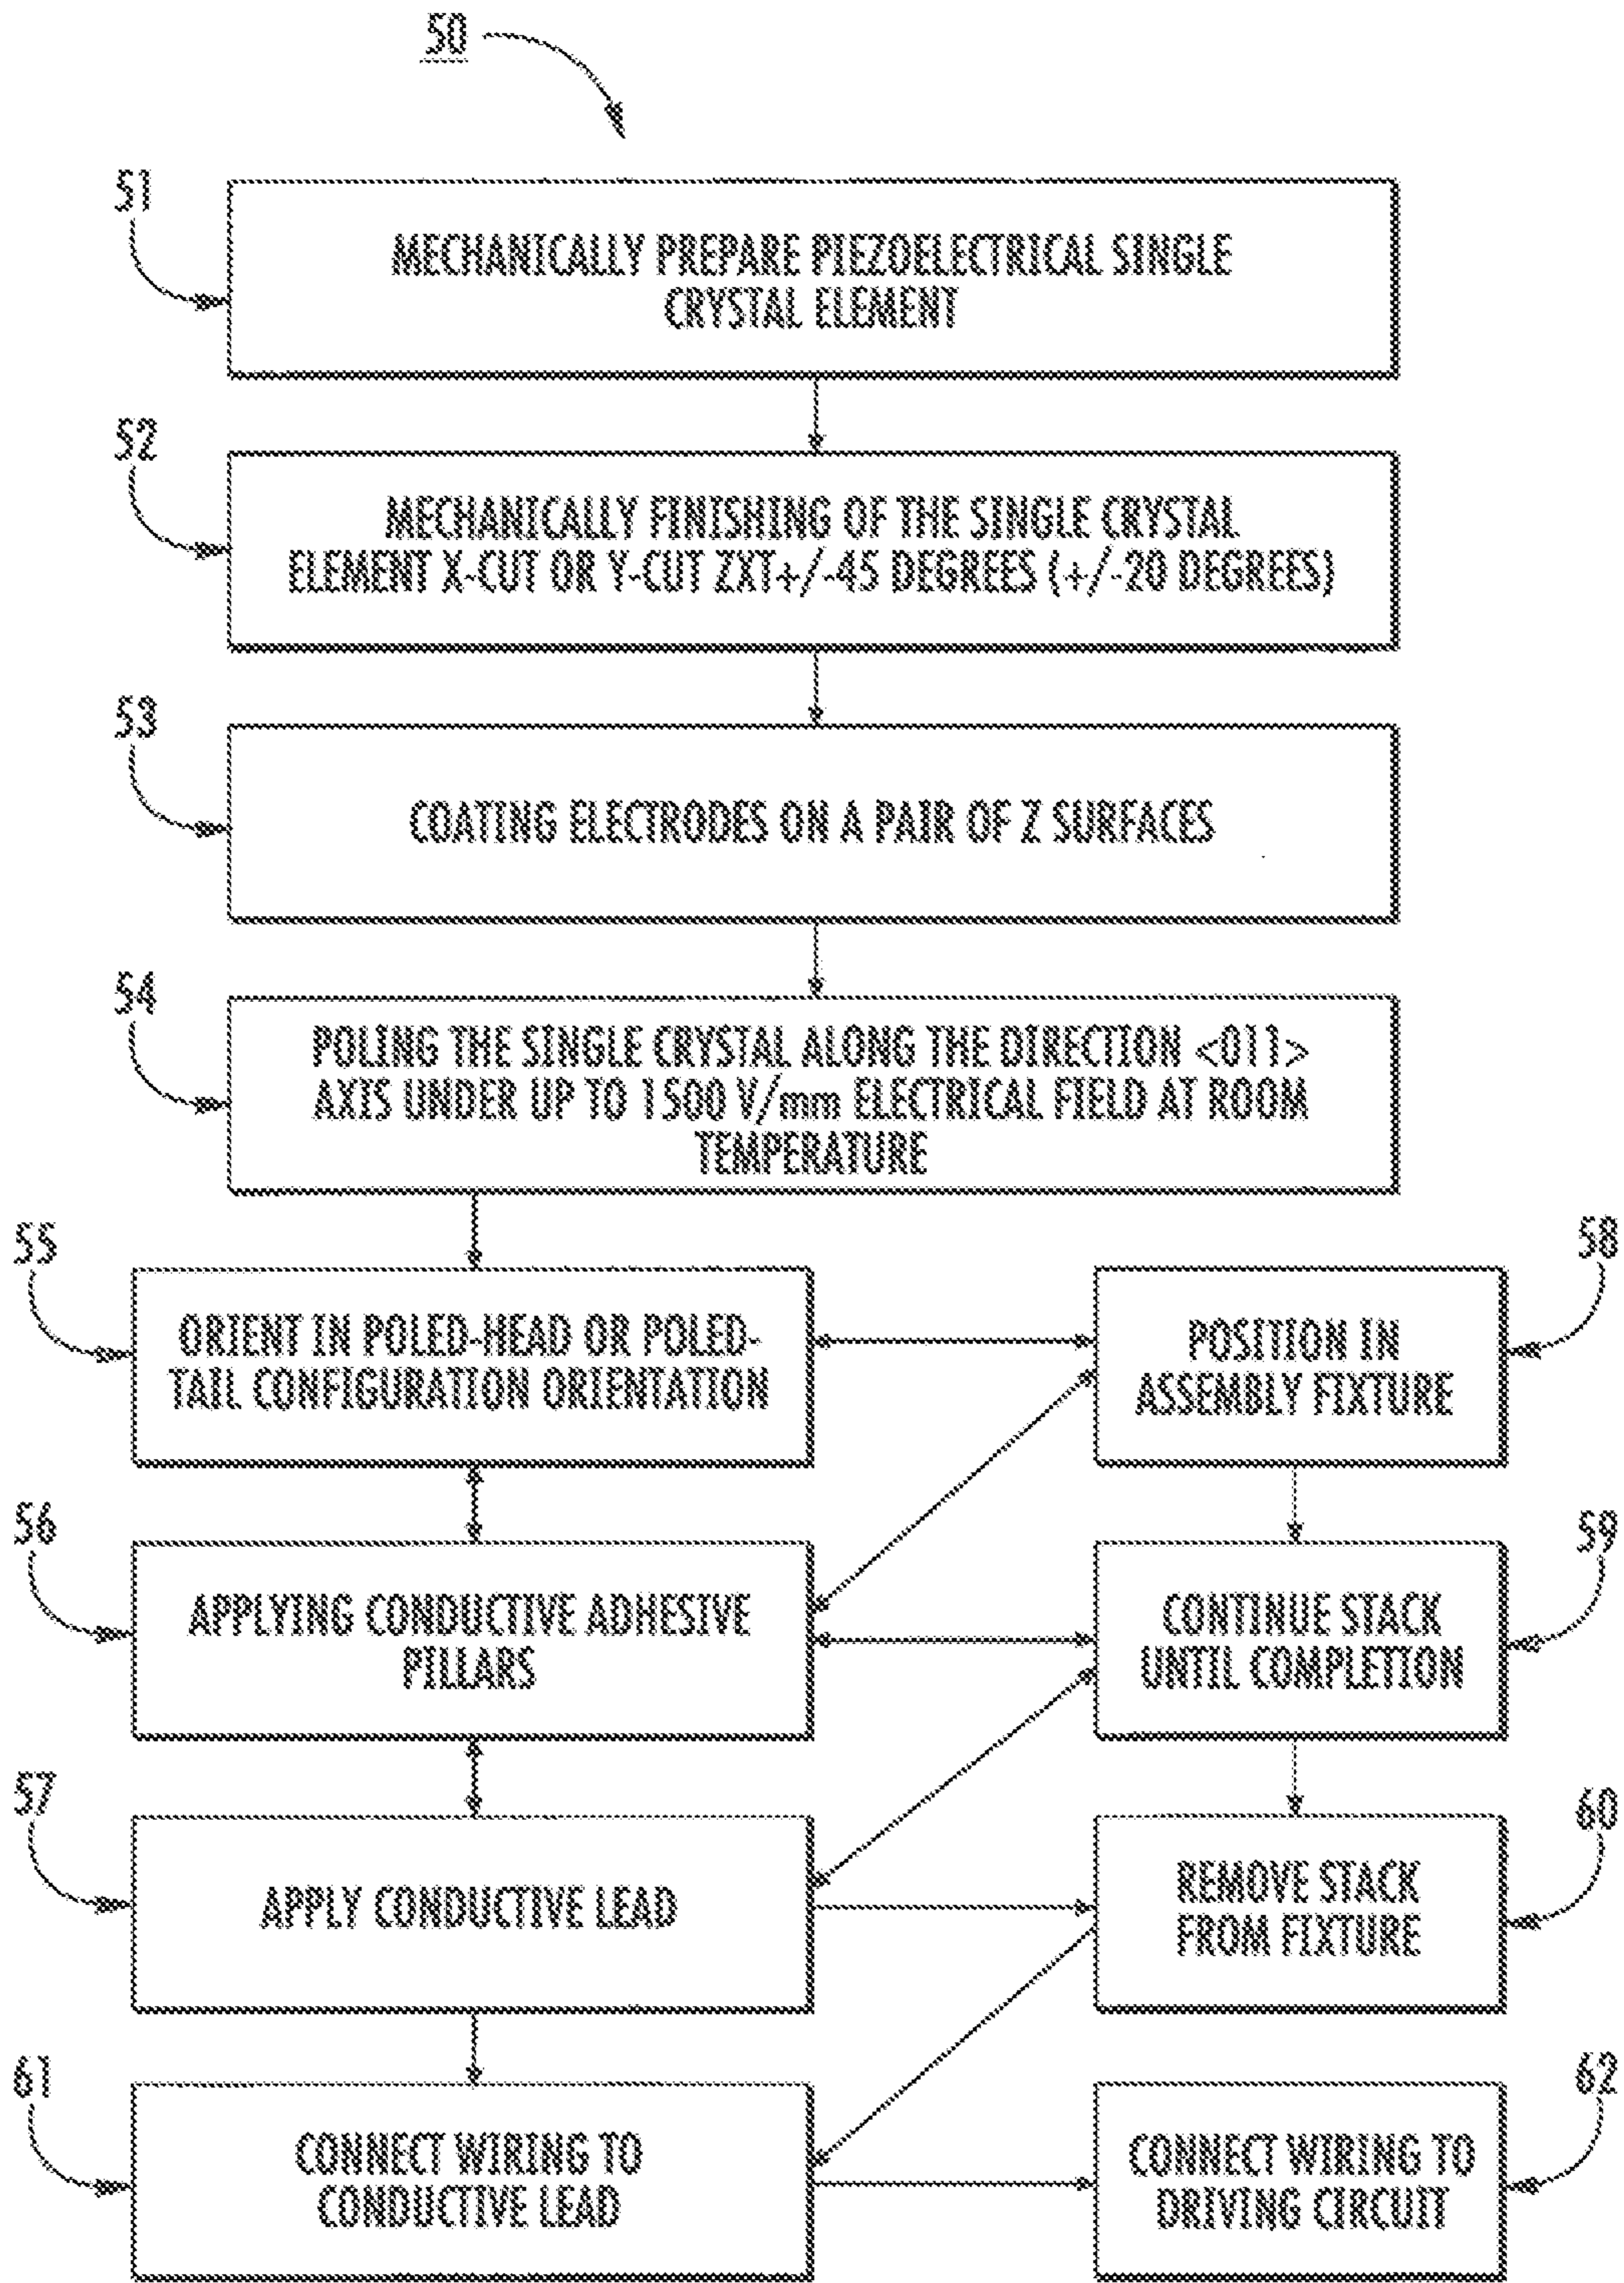 50
51
MECHANICALLY PREPARE PIEZOELECTRICAL SINGLE
CRYSTAL ELEMENT
52
MECHANICALLY FINISHING OF THE SINGLE CRYSTAL
ELEMENT X-CUT OR Y-CUT ZXT+/-45 DEGREES (+/-20 DEGREES)
53
COATING ELECTRODES ON A PAIR OF Z SURFACES
54
POLING THE SINGLE CRYSTAL ALONG THE DIRECTION <011>
AXIS UNDER UP TO 1500 V/mm ELECTRICAL FIELD AT ROOM
TEMPERATURE
55
ORIENT IN POLED-HEAD OR POLED-
TAIL CONFIGURATION ORIENTATION
58
POSITION IN
ASSEMBLY FIXTURE
56
APPLYING CONDUCTIVE ADHESIVE
PILLARS
59
CONTINUE STACK
UNTIL COMPLETION
57
APPLY CONDUCTIVE LEAD
60
REMOVE STACK
FROM FIXTURE
61
CONNECT WIRING TO
CONDUCTIVE LEAD
62
CONNECT WIRING TO
DRIVING CIRCUIT